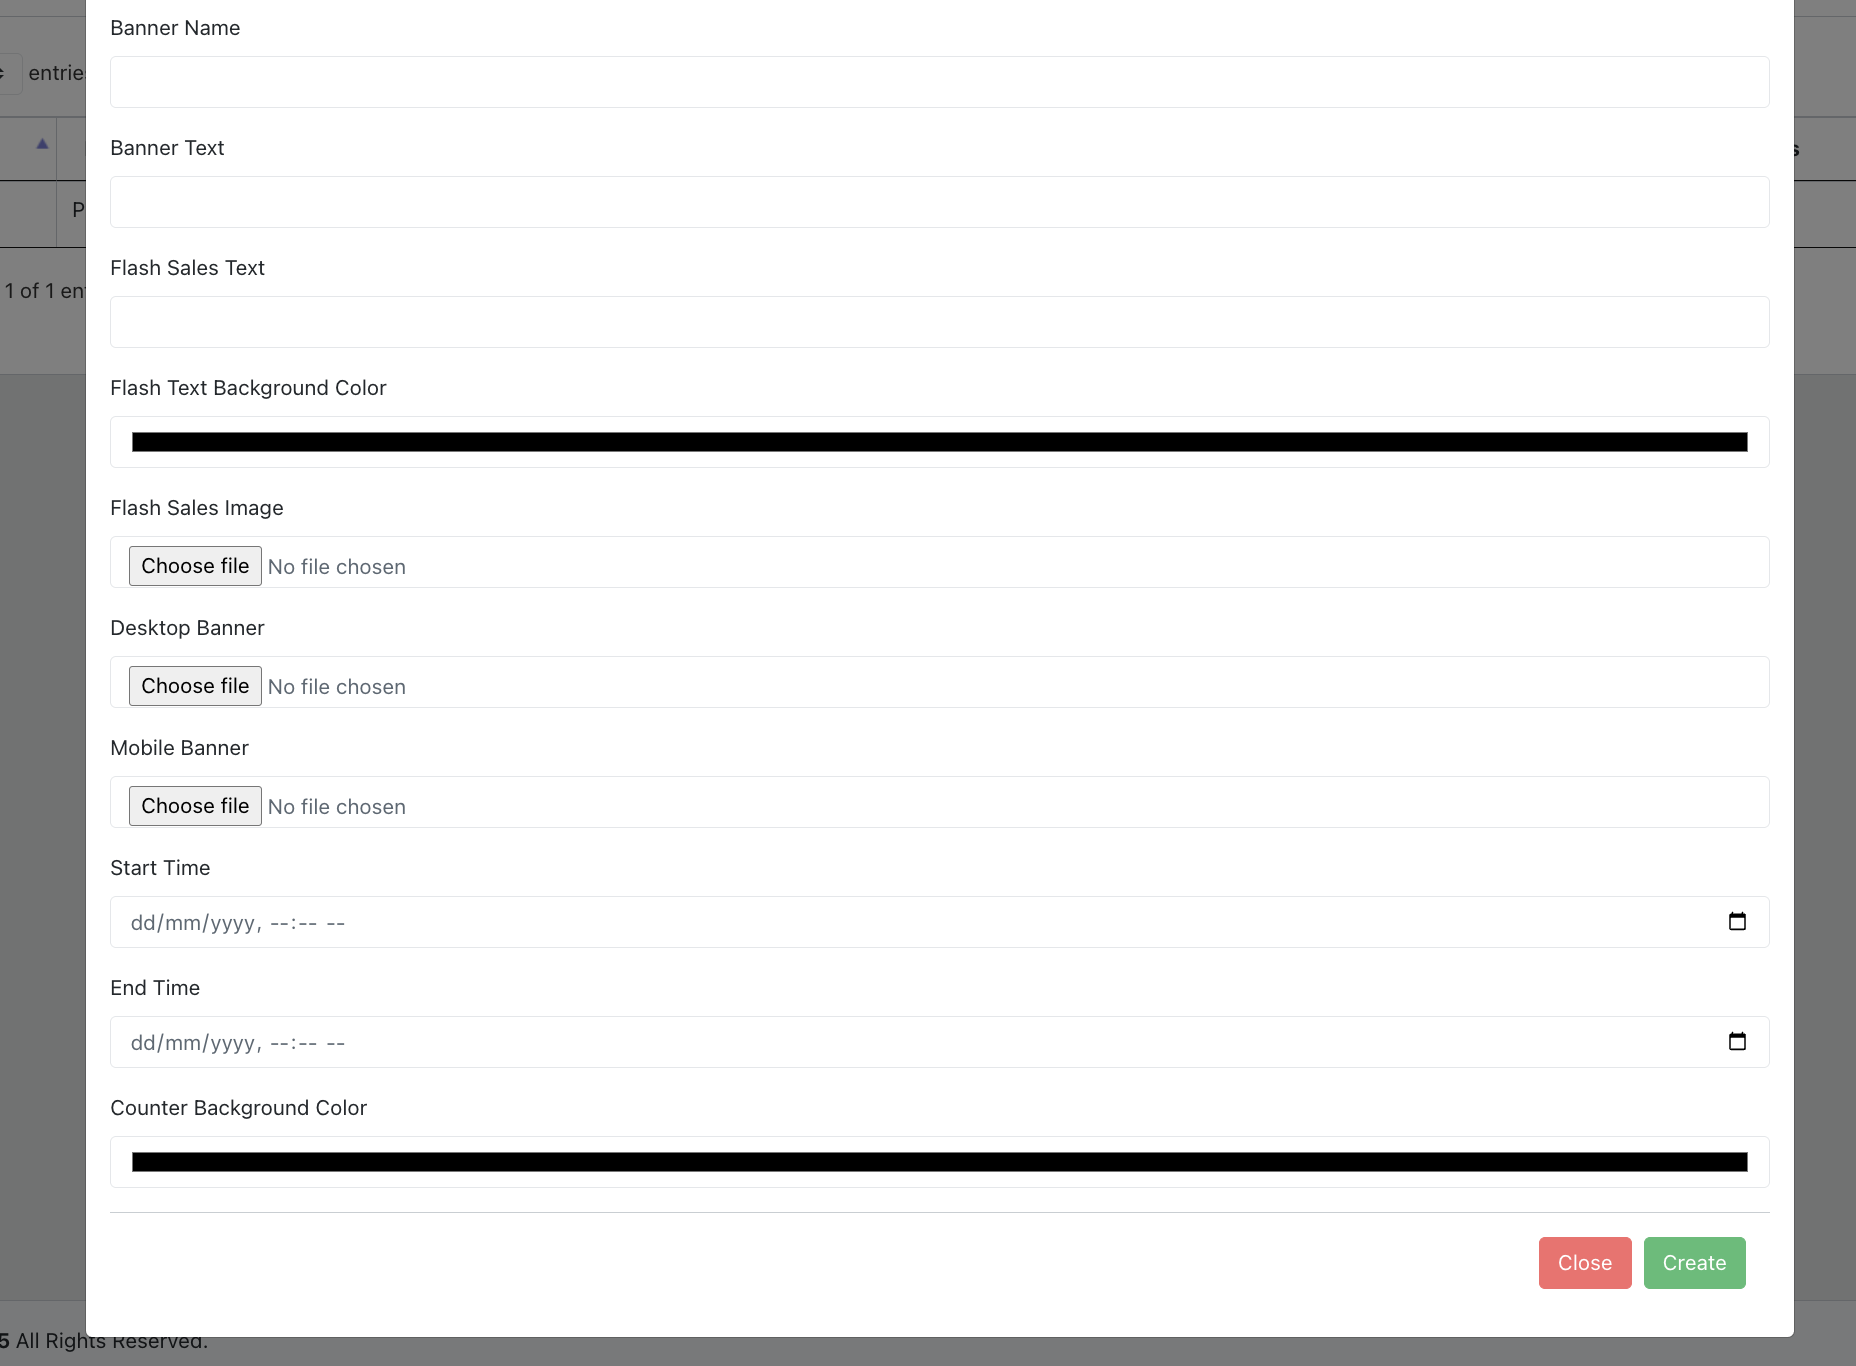 Banner Name
entries
Banner Text
Flash Sales Text
1 of 1
Flash Text Background Color
Flash Sales Image
Choose file No file chosen
Desktop Banner
Choose file No file chosen
Mobile Banner
Choose file No file chosen
Start Time
dd/mm/yyyy, --:-- --
End Time
dd/mm/yyyy, --:-- --
Counter Background Color
Close Create
5 All Rights Reserved.